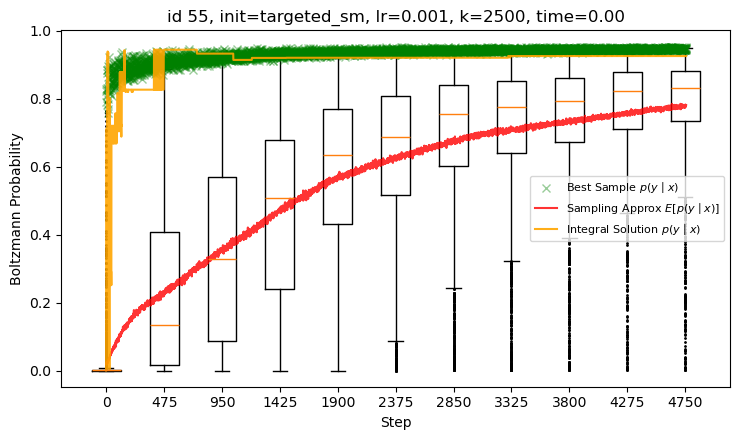 id 55, init=targeted_sm, lr=0.001, k=2500, time=0.00
Boltzmann Probability
1.0
0.8
0.6
0.4
0.2
0.0
Best Sample p(y | x)
Sampling Approx E[p(y | x)]
Integral Solution p(y | x)
0 475 950 1425 1900 2375 2850 3325 3800 4275 4750
Step